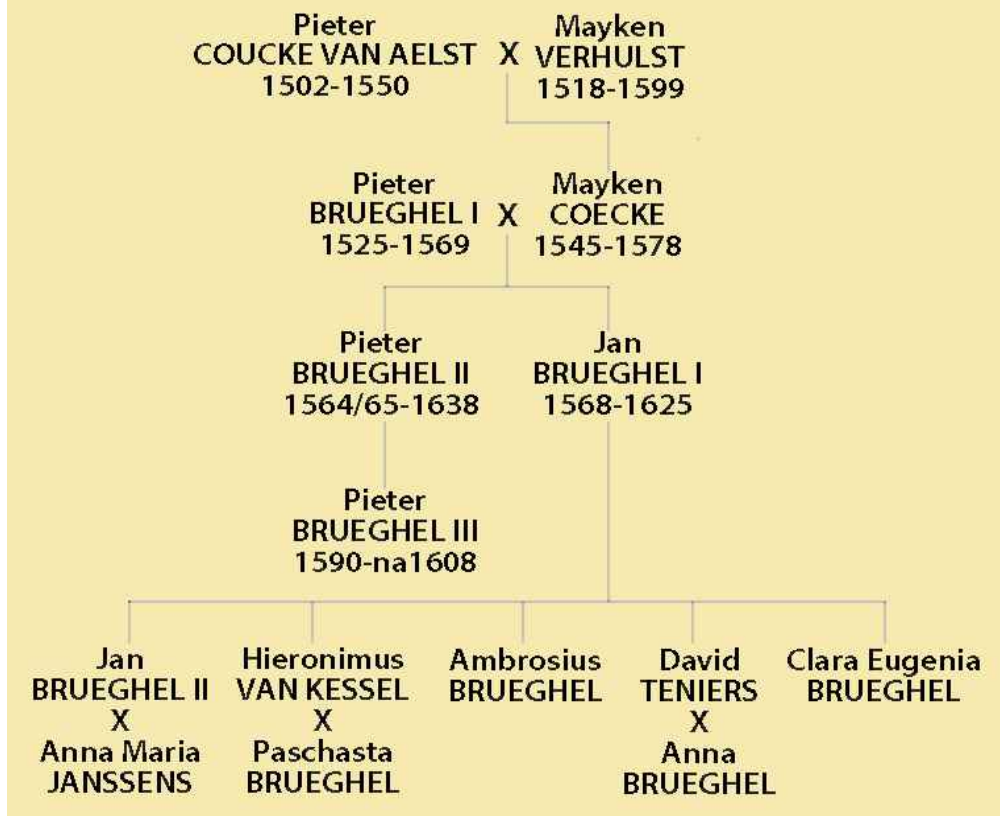 Pieter
COUCKE VAN AELST
1502-1550
X
Mayken
VERHULST
1518-1599
Pieter
BRUEGHEL I
1525-1569
X
Mayken
COECKE
1545-1578
Pieter
BRUEGHEL II
1564/65-1638
Jan
BRUEGHEL I
1568-1625
Pieter
BRUEGHEL III
1590-na1608
Jan
BRUEGHEL II
X
Anna Maria
JANSSENS
Hieronimus
VAN KESSEL
X
Paschasta
BRUEGHEL
Ambrosius
BRUEGHEL
David
TENIERS
X
Anna
BRUEGHEL
Clara Eugenia
BRUEGHEL